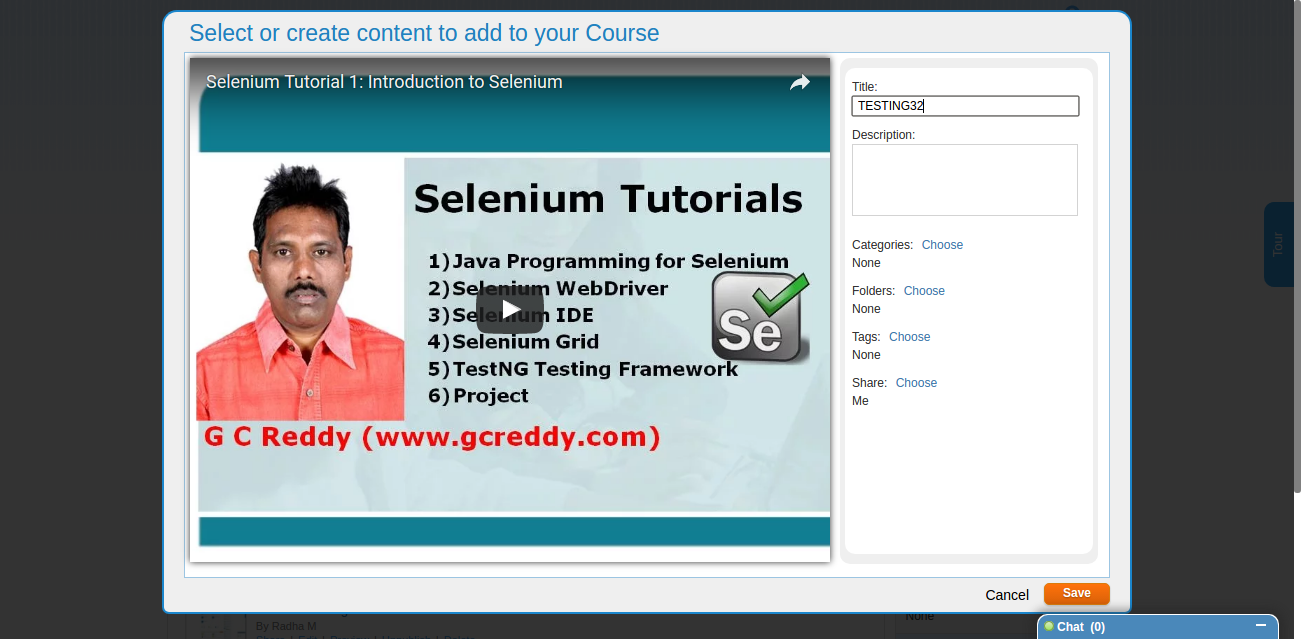 Select or create content to add to your Course
Selenium Tutorial 1: Introduction to Selenium
Selenium Tutorials
1)Java Programming for Selenium
2)Selenium WebDriver
3)Selenium IDE
4)Selenium Grid
5)TestNG Testing Framework
6)Project
Se
G C Reddy (www.gcreddy.com)
Title:
TESTING32
Description:
Categories: Choose
None
Folders: Choose
None
Tags: Choose
None
Share: Choose
Me
Tour
Cancel
Save
By Radha M
None
Chat (0)